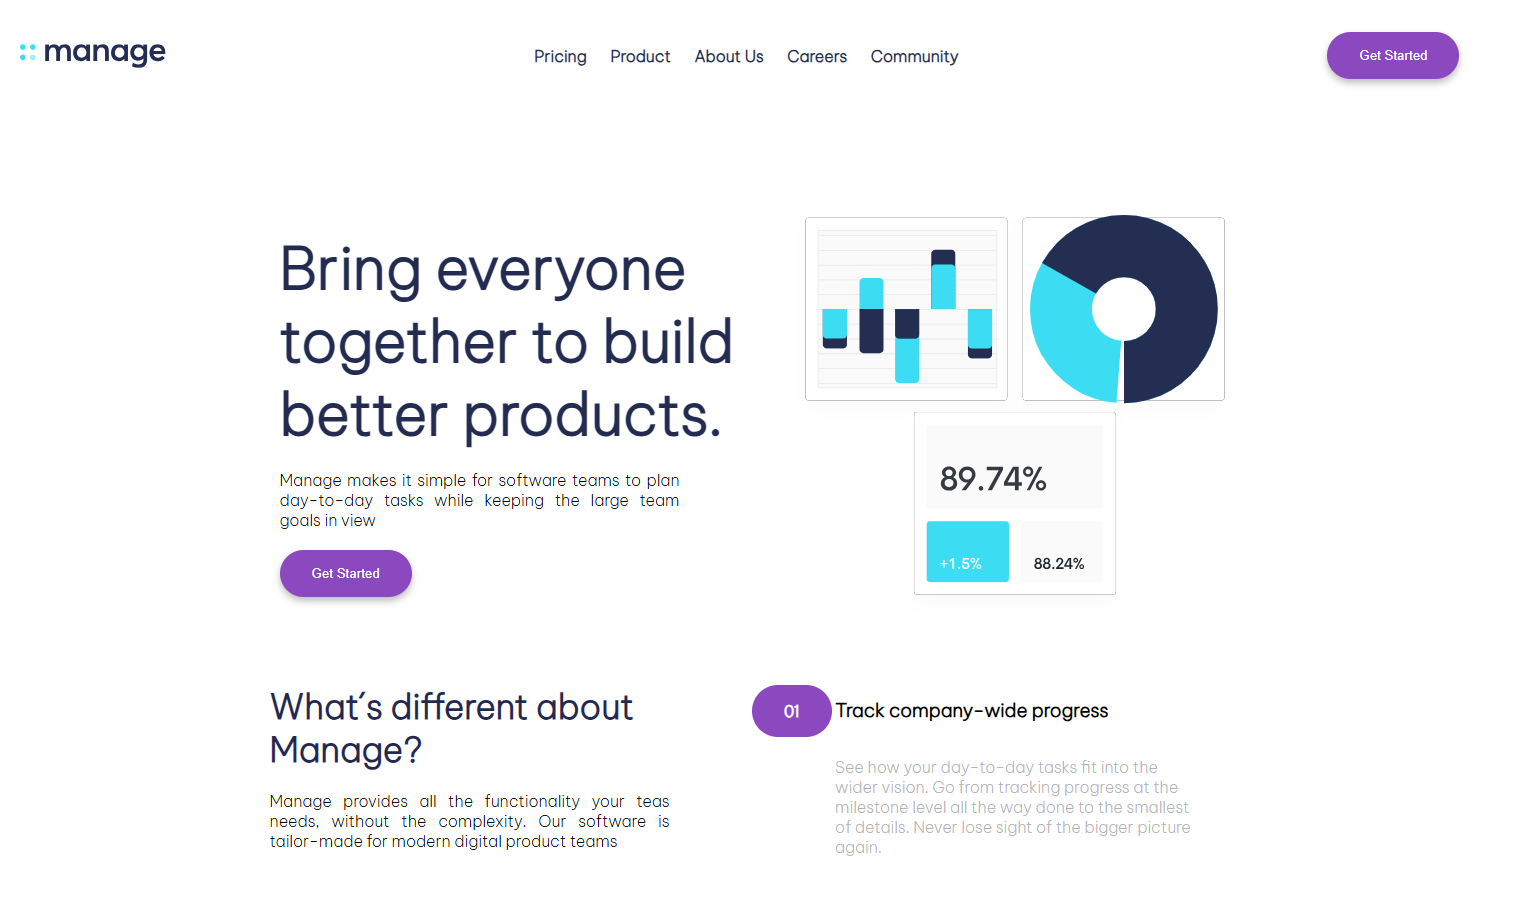 manage
Pricing Product About Us Careers Community
Get Started
Bring everyone
together to build
better products.
Manage makes it simple for software teams to plan
day-to-day tasks while keeping the large team
goals in view
Get Started
89.74%
+1.5% 88.24%
What´s different about
Manage?
Manage provides all the functionality your teas
needs, without the complexity. Our software is
tailor-made for modern digital product teams
01 Track company-wide progress
See how your day-to-day tasks fit into the
wider vision. Go from tracking progress at the
milestone level all the way done to the smallest
of details. Never lose sight of the bigger picture
again.